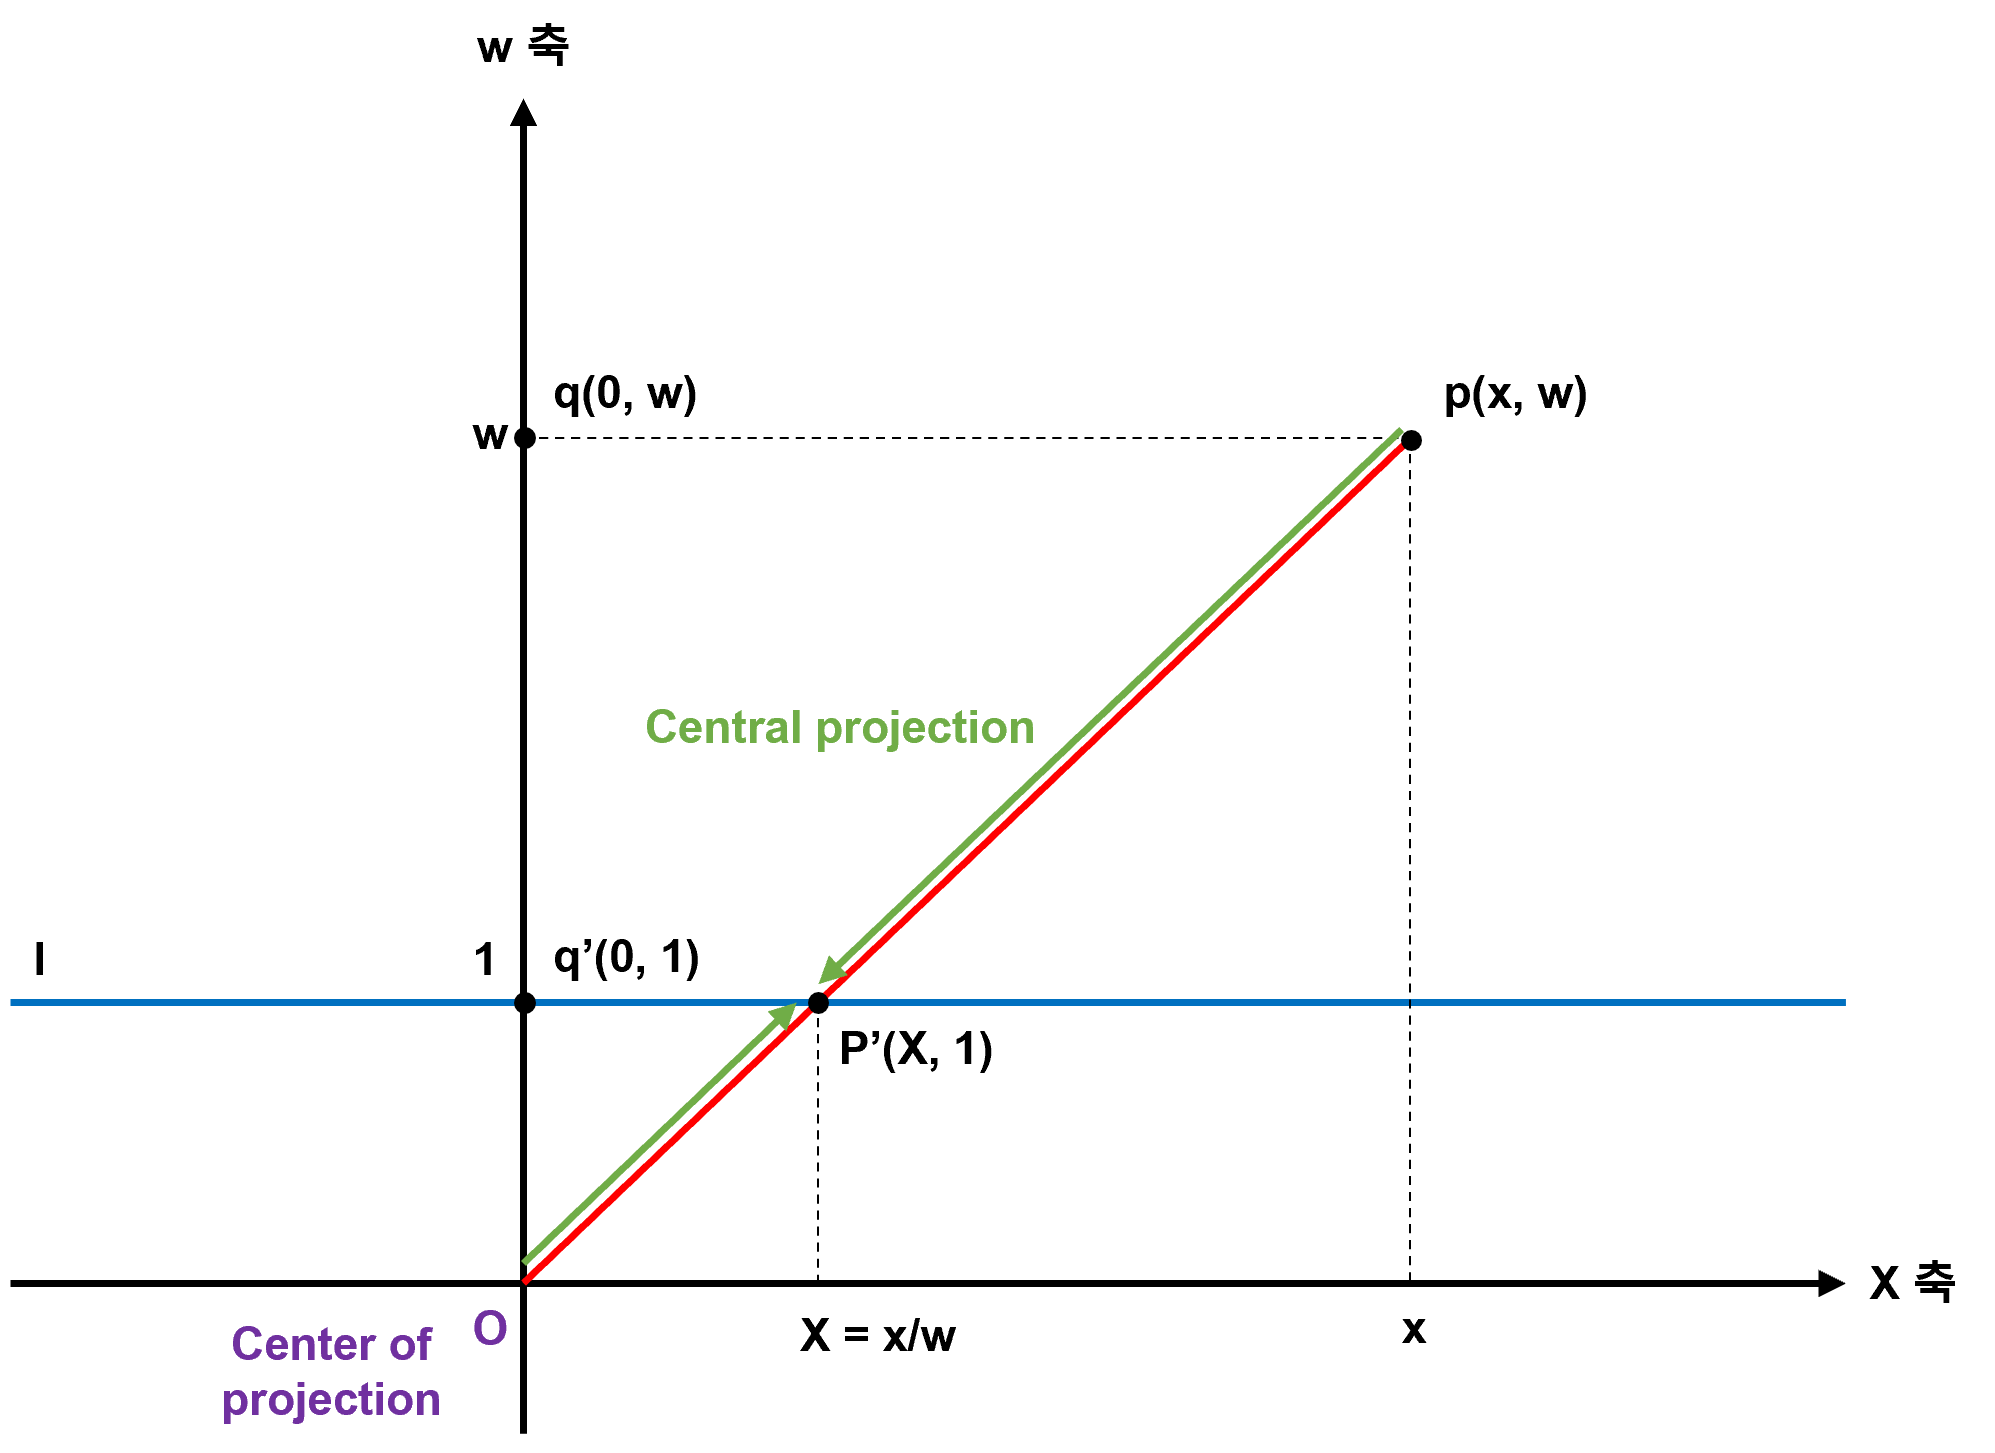 w 축
q(0, w)
p(x, w)
w
Central projection
l
1
q’(0, 1)
P’(X, 1)
X 축
O
Center of
projection
X = x/w
x